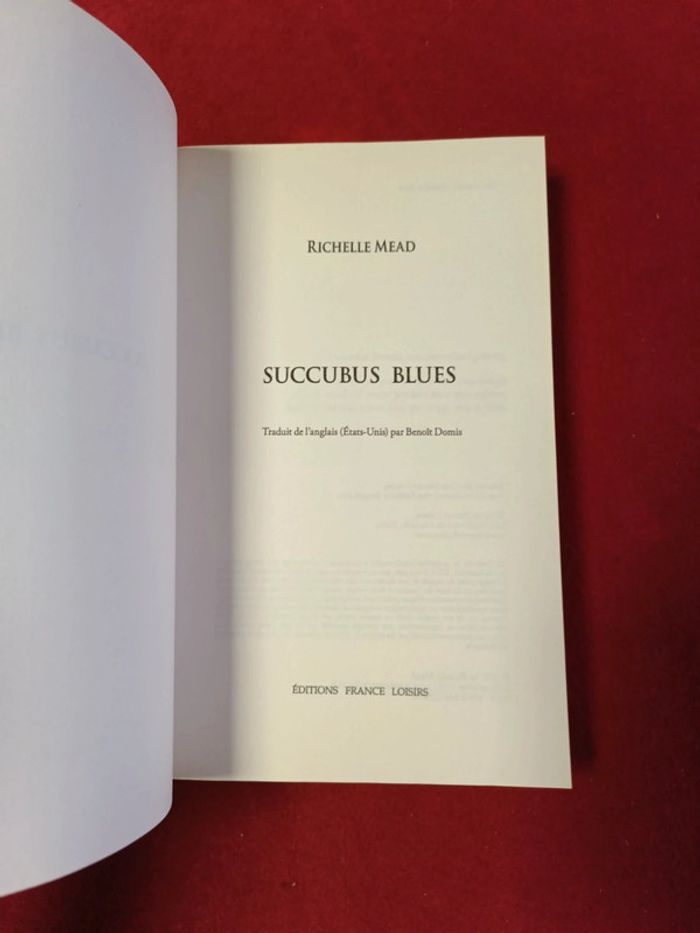 RICHELLE MEAD
SUCCUBUS BLUES
Traduit de l'anglais (États-Unis) par Benoît Domis
ÉDITIONS FRANCE LOISIRS